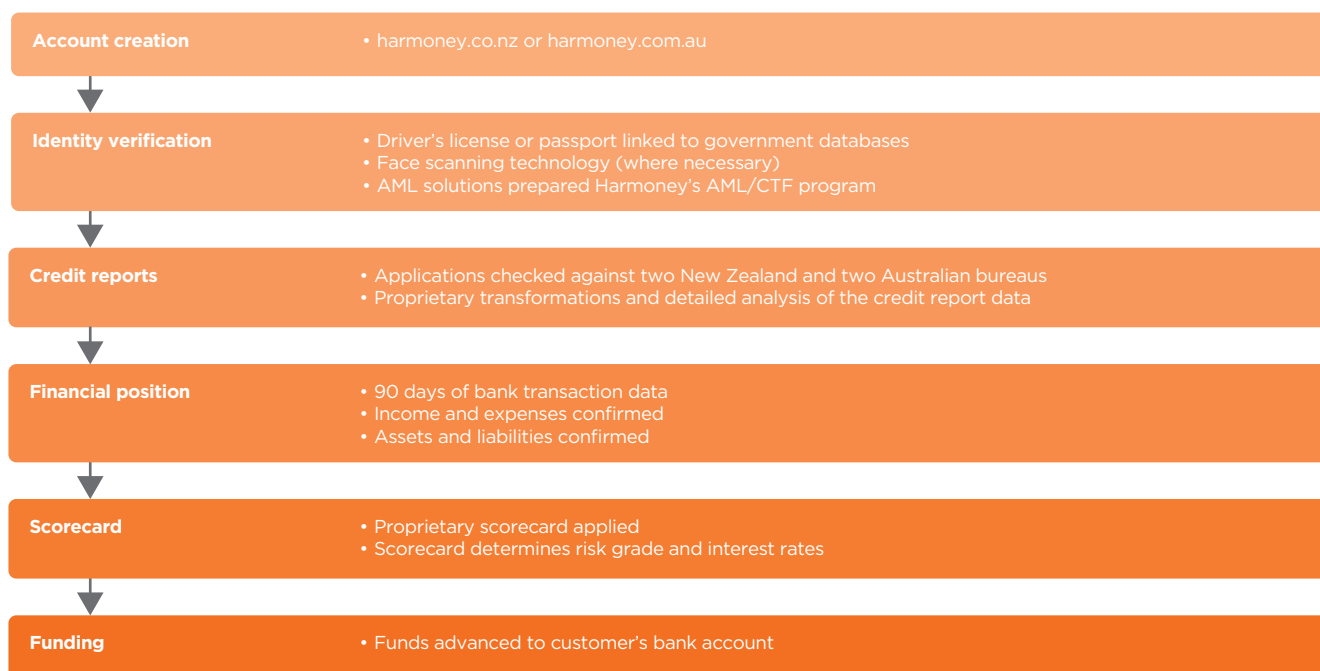 Account creation
• harmoney.co.nz or harmoney.com.au
Identity verification
• Driver's license or passport linked to government databases
• Face scanning technology (where necessary)
• AML solutions prepared Harmoney's AML/CTF program
Credit reports
• Applications checked against two New Zealand and two Australian bureaus
• Proprietary transformations and detailed analysis of the credit report data
Financial position
• 90 days of bank transaction data
• Income and expenses confirmed
• Assets and liabilities confirmed
Scorecard
• Proprietary scorecard applied
• Scorecard determines risk grade and interest rates
Funding
• Funds advanced to customer's bank account